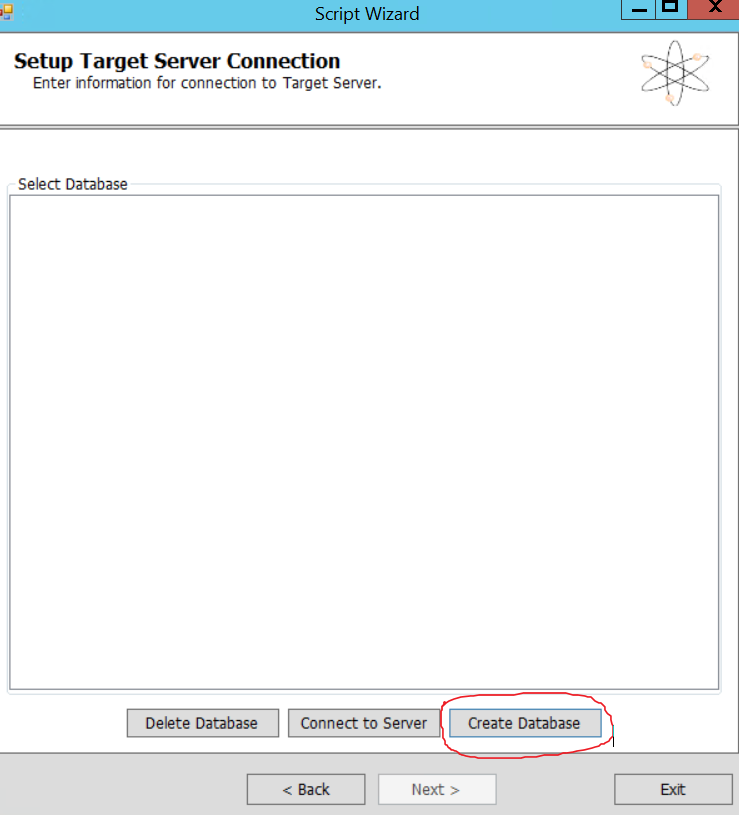 Script Wizard
Setup Target Server Connection
Enter information for connection to Target Server.
Select Database
Delete Database
Connect to Server
Create Database
< Back
Next >
Exit